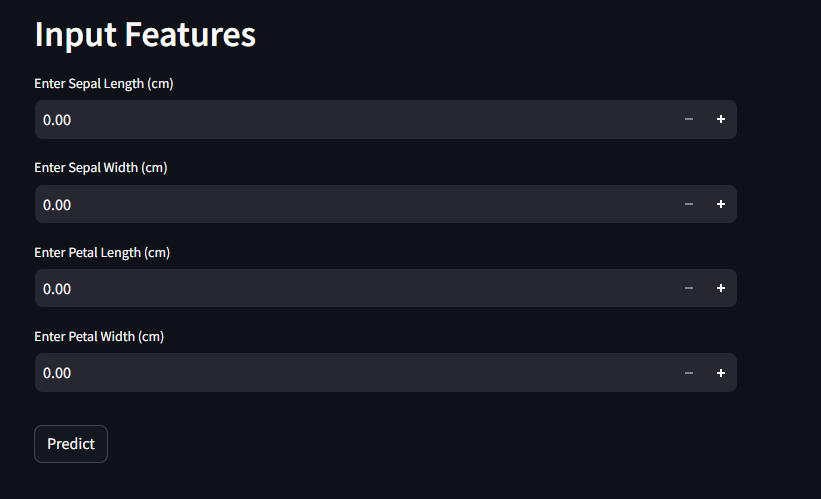 Input Features
Enter Sepal Length (cm)
0.00
Enter Sepal Width (cm)
0.00
Enter Petal Length (cm)
0.00
Enter Petal Width (cm)
0.00
Predict